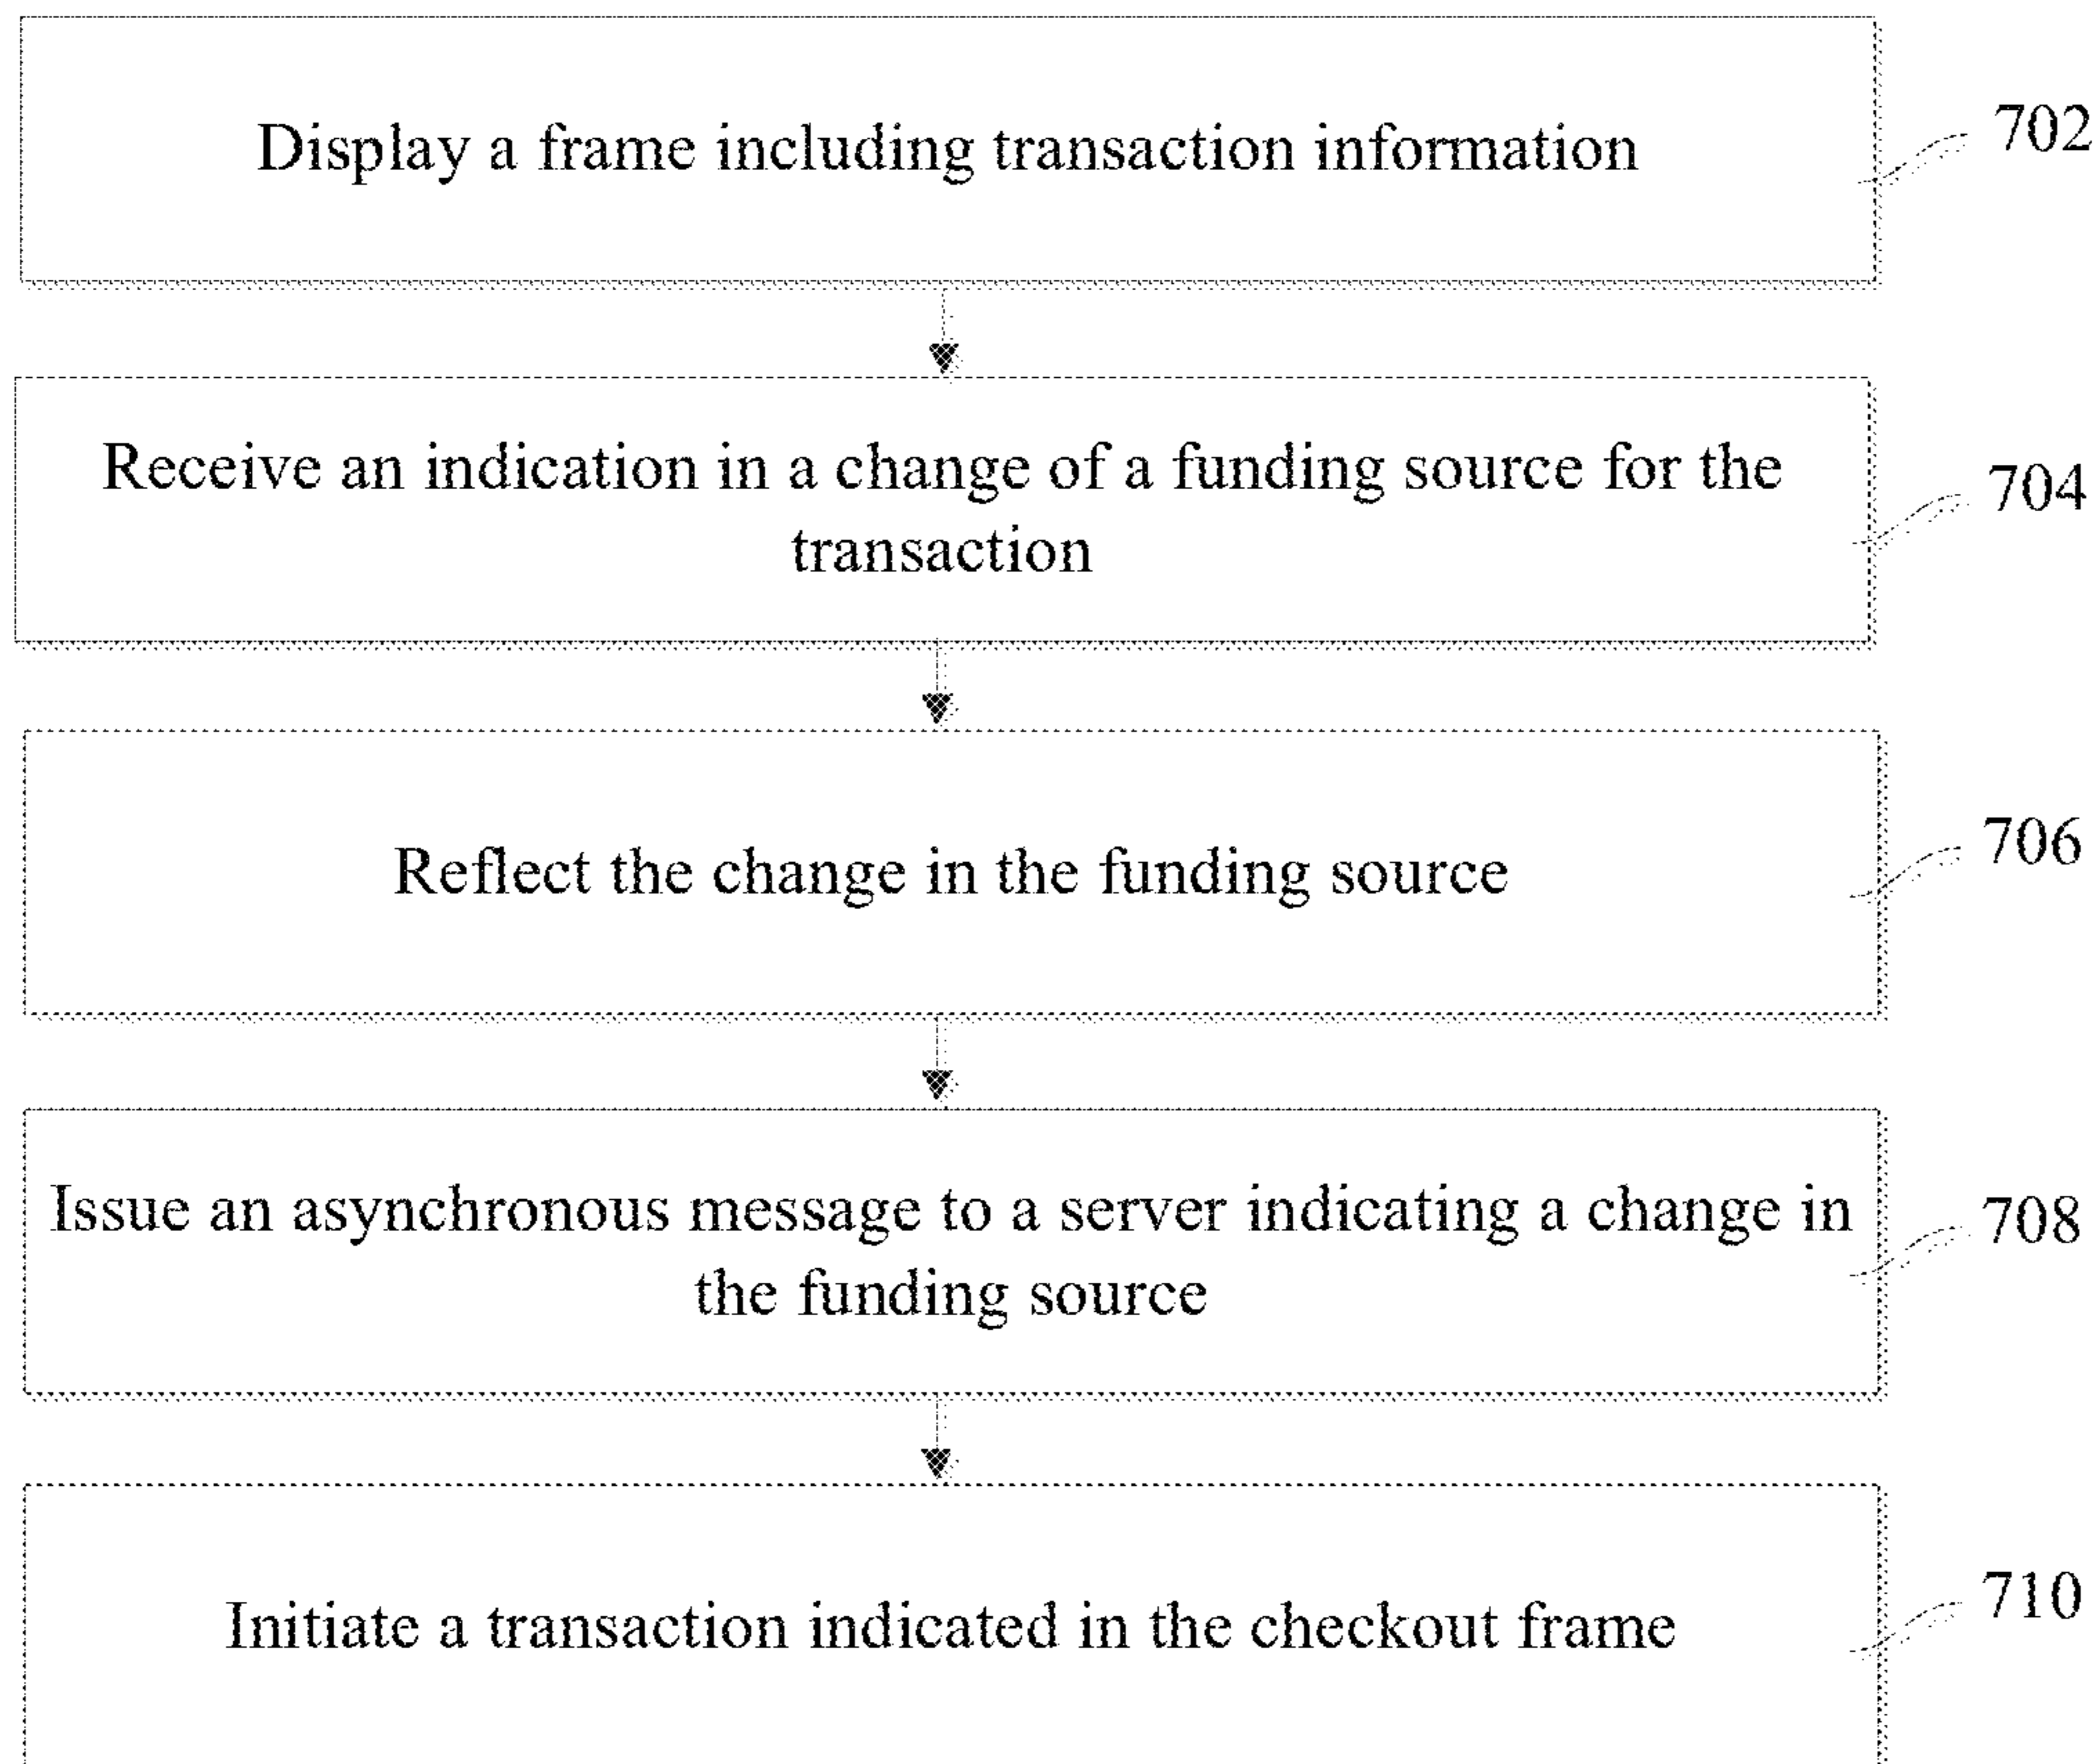 Display a frame including transaction information
702
Receive an indication in a change of a funding source for the
transaction
704
Reflect the change in the funding source
706
Issue an asynchronous message to a server indicating a change in
the funding source
708
Initiate a transaction indicated in the checkout frame
710